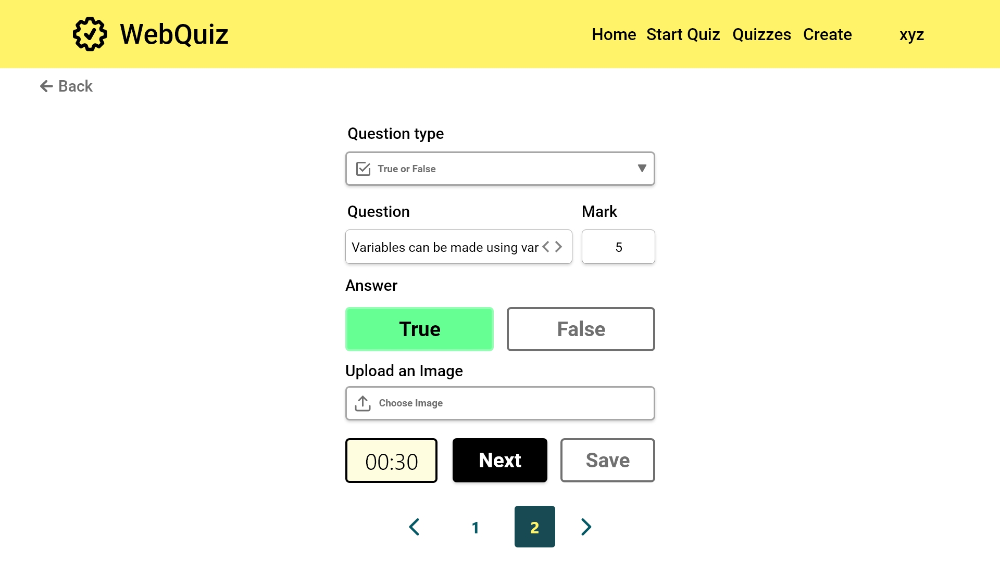 WebQuiz
Home Start Quiz Quizzes Create xyz
Back
Question type
True or False
Question Mark
Variables can be made using var 5
Answer
True False
Upload an Image
Choose Image
00:30 Next Save
1 2